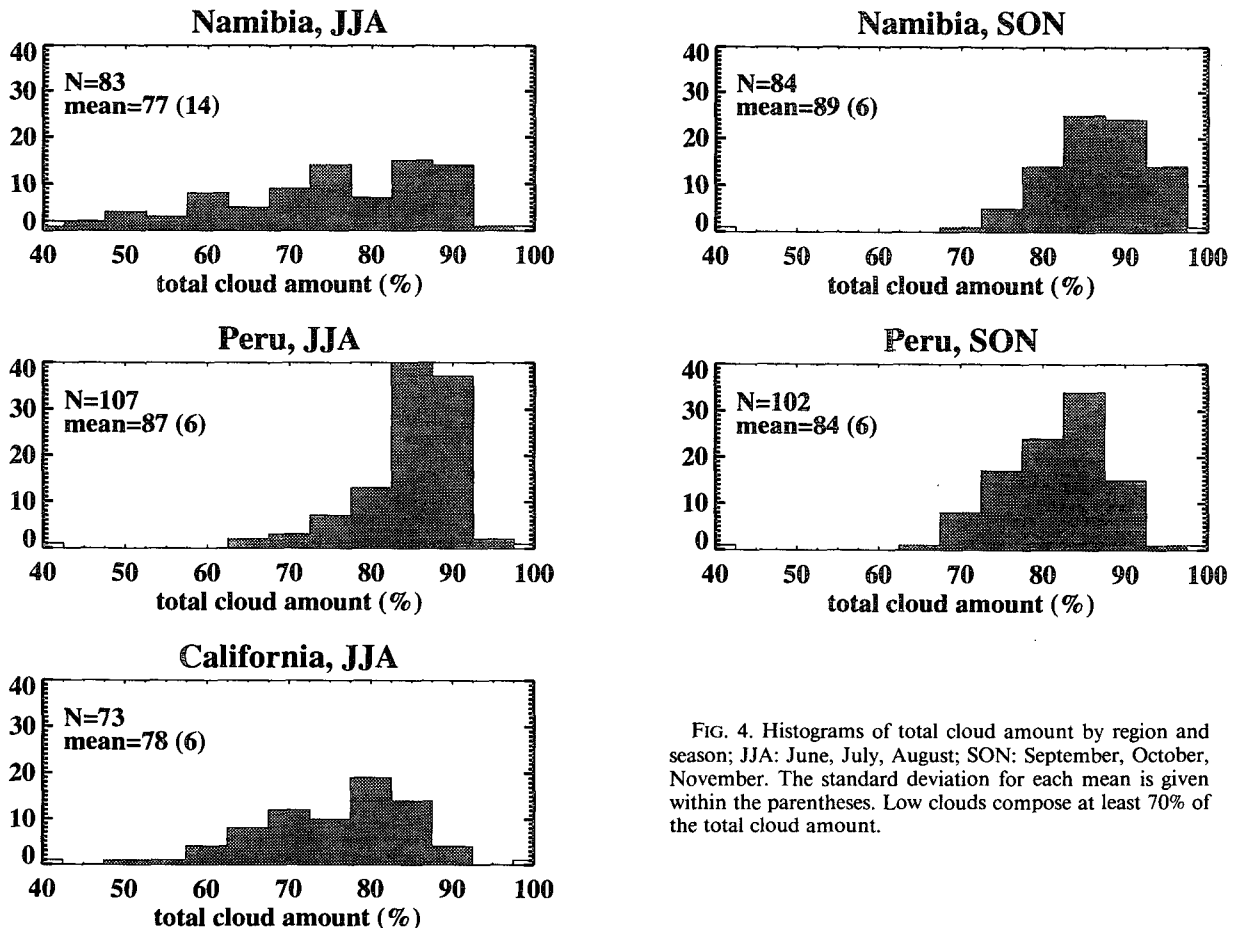 Namibia, JJA
40
30
20
10
0
N=83
mean=77 (14)
40 50 60 70 80 90 100
total cloud amount (%)
Namibia, SON
40
30
20
10
0
N=84
mean=89 (6)
40 50 60 70 80 90 100
total cloud amount (%)
Peru, JJA
40
30
20
10
0
N=107
mean=87 (6)
40 50 60 70 80 90 100
total cloud amount (%)
Peru, SON
40
30
20
10
0
N=102
mean=84 (6)
40 50 60 70 80 90 100
total cloud amount (%)
California, JJA
40
30
20
10
0
N=73
mean=78 (6)
40 50 60 70 80 90 100
total cloud amount (%)
FIG. 4. Histograms of total cloud amount by region and
season; JJA: June, July, August; SON: September, October,
November. The standard deviation for each mean is given
within the parentheses. Low clouds compose at least 70% of
the total cloud amount.